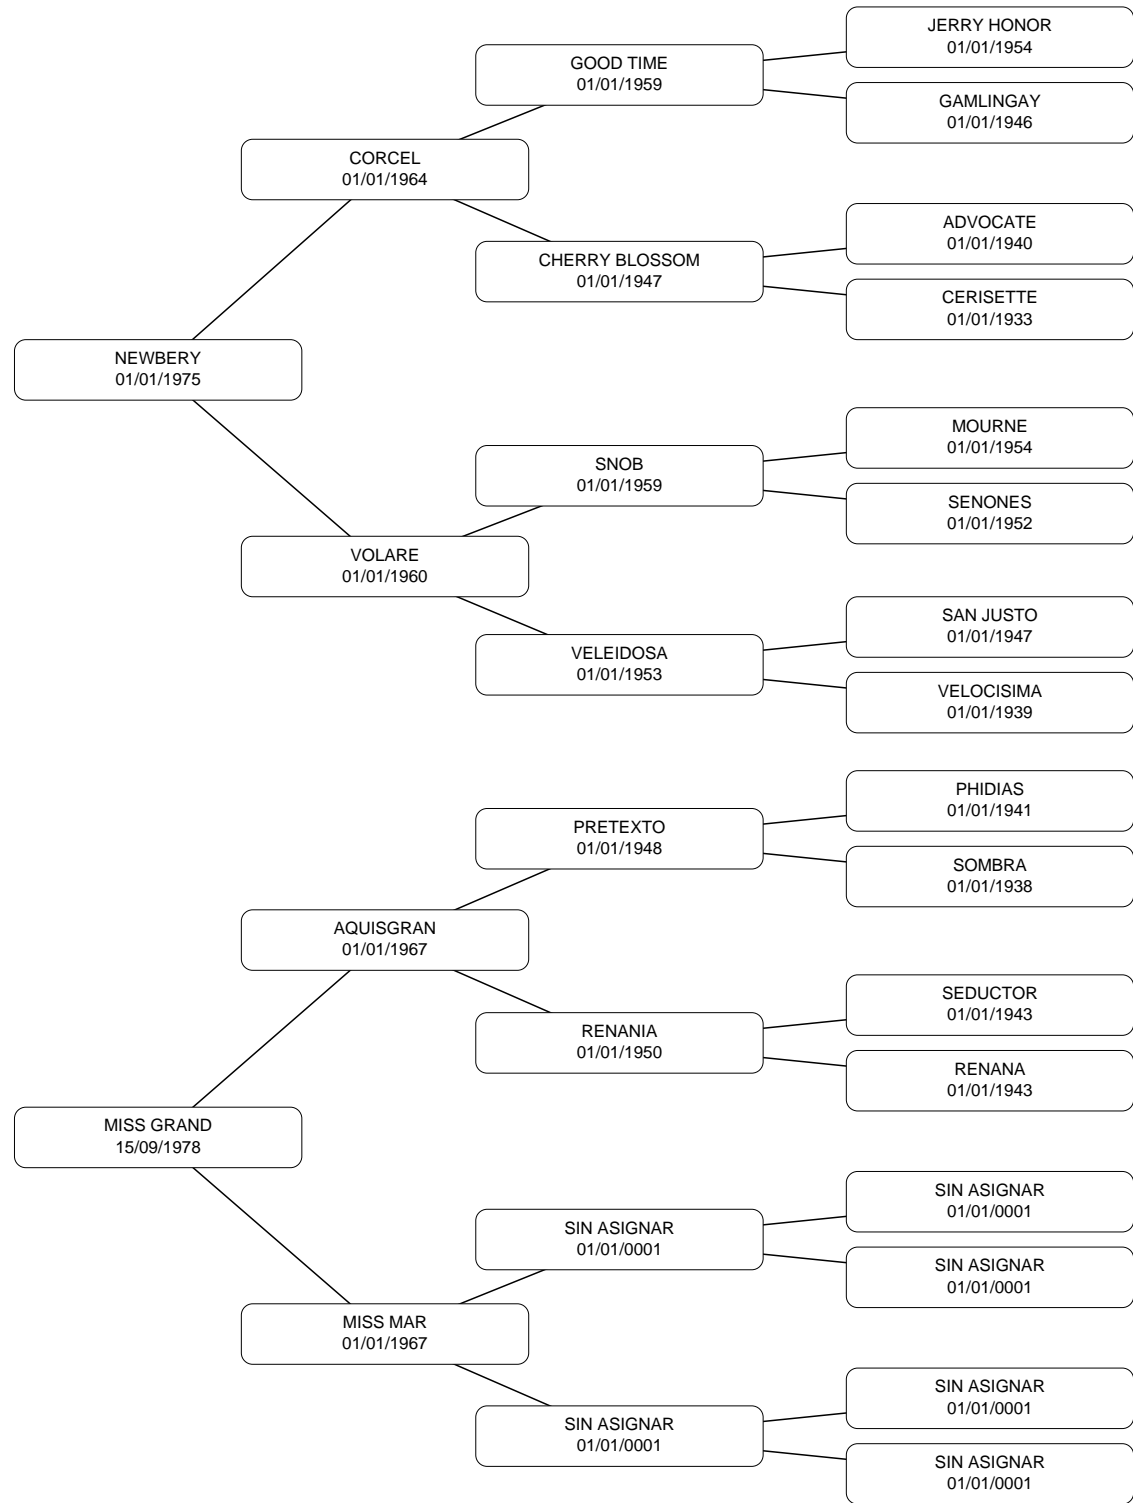 JERRY HONOR
01/01/1954
GOOD TIME
01/01/1959
GAMLINGAY
01/01/1946
CORCEL
01/01/1964
ADVOCATE
01/01/1940
CHERRY BLOSSOM
01/01/1947
CERISETTE
01/01/1933
NEWBERY
01/01/1975
MOURNE
01/01/1954
SNOB
01/01/1959
SENONES
01/01/1952
VOLARE
01/01/1960
SAN JUSTO
01/01/1947
VELEIDOSA
01/01/1953
VELOCISIMA
01/01/1939
PHIDIAS
01/01/1941
PRETEXTO
01/01/1948
SOMBRA
01/01/1938
AQUISGRAN
01/01/1967
SEDUCTOR
01/01/1943
RENANIA
01/01/1950
RENANA
01/01/1943
MISS GRAND
15/09/1978
SIN ASIGNAR
01/01/0001
SIN ASIGNAR
01/01/0001
SIN ASIGNAR
01/01/0001
MISS MAR
01/01/1967
SIN ASIGNAR
01/01/0001
SIN ASIGNAR
01/01/0001
SIN ASIGNAR
01/01/0001